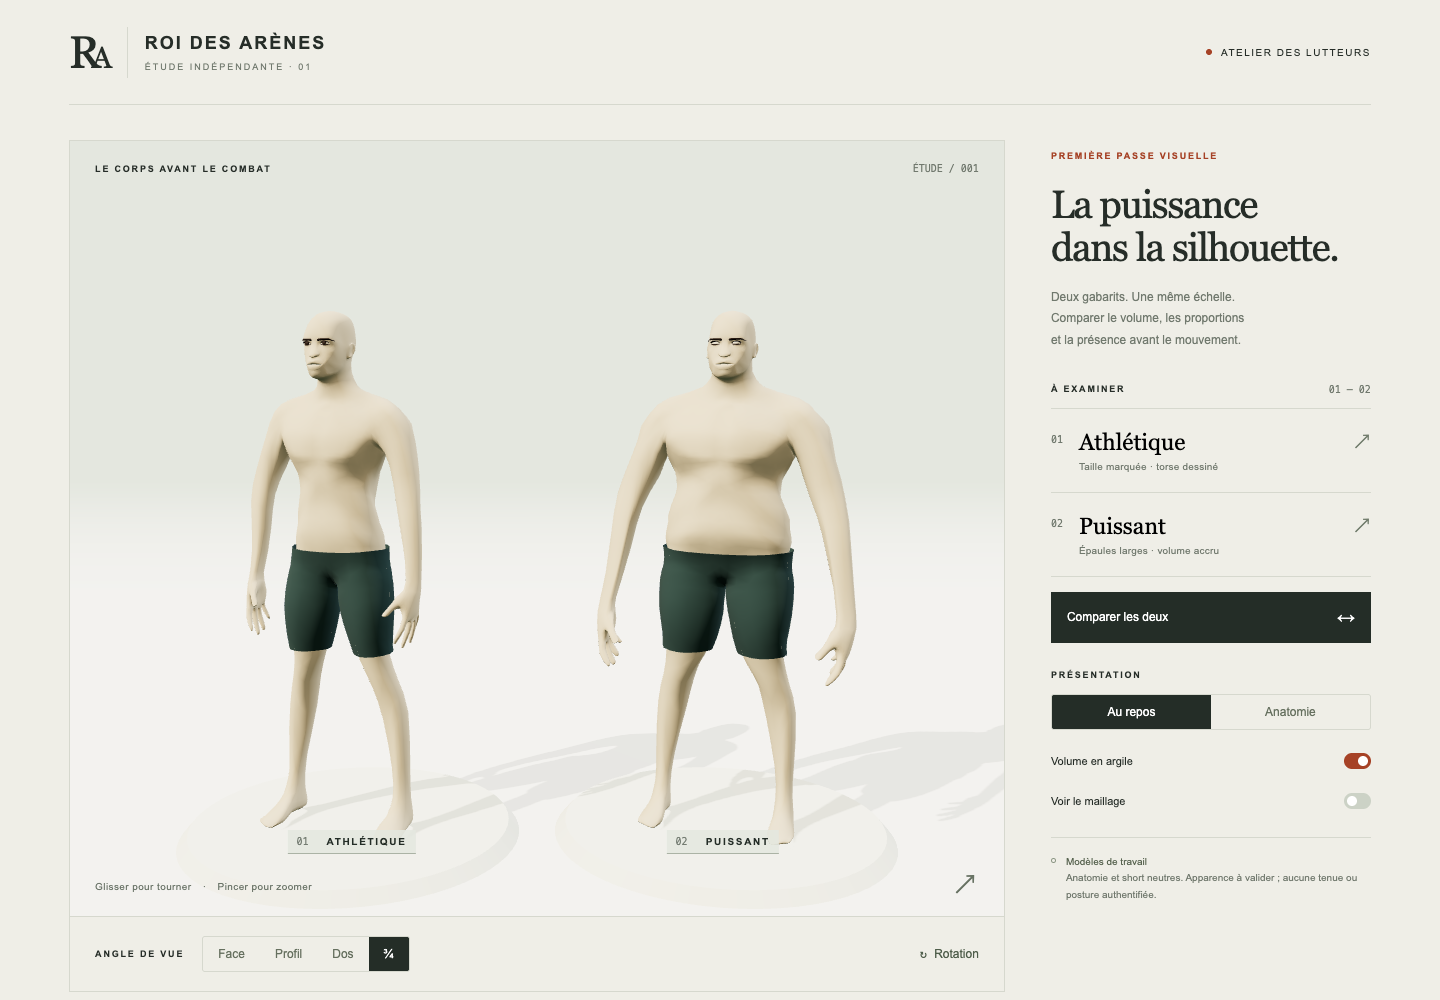 RA
ROI DES ARÈNES
ÉTUDE INDÉPENDANTE · 01
ATELIER DES LUTTEURS
LE CORPS AVANT LE COMBAT
ÉTUDE / 001
01 ATHLÉTIQUE
02 PUISSANT
Glisser pour tourner · Pincer pour zoomer
ANGLE DE VUE
Face
Profil
Dos
¾
↻ Rotation
PREMIÈRE PASSE VISUELLE
La puissance
dans la silhouette.
Deux gabarits. Une même échelle.
Comparer le volume, les proportions
et la présence avant le mouvement.
À EXAMINER
01 — 02
01 Athlétique
Taille marquée · torse dessiné
02 Puissant
Épaules larges · volume accru
Comparer les deux
PRÉSENTATION
Au repos
Anatomie
Volume en argile
Voir le maillage
Modèles de travail
Anatomie et short neutres. Apparence à valider ; aucune tenue ou
posture authentifiée.